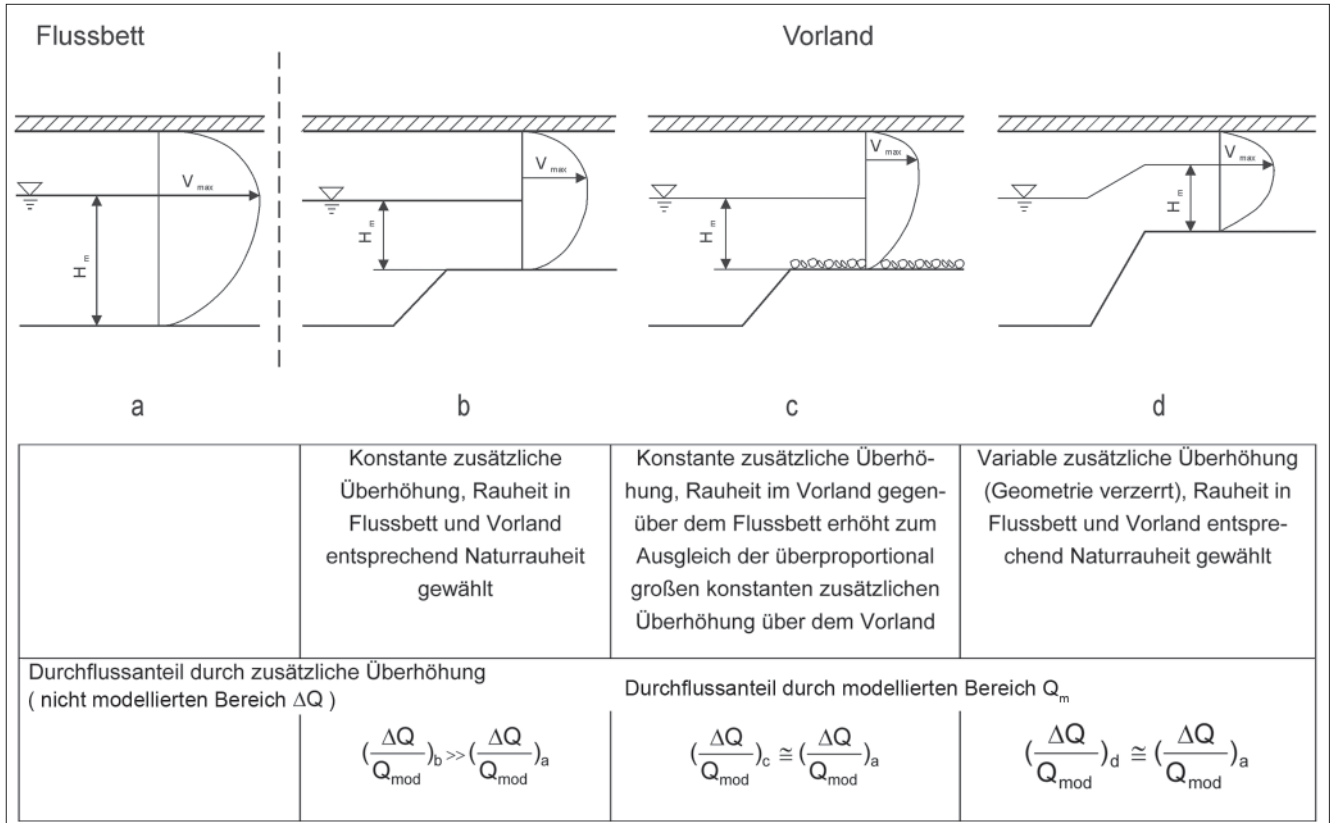 Flussbett
Vorland
V max
H m
V max
H m
V max
H m
V max
H m
a
b
c
d
Konstante zusätzliche
Überhöhung, Rauheit in
Flussbett und Vorland
entsprechend Naturrauheit
gewählt
Konstante zusätzliche Überhö-
hung, Rauheit im Vorland gegen-
über dem Flussbett erhöht zum
Ausgleich der überproportional
großen konstanten zusätzlichen
Überhöhung über dem Vorland
Variable zusätzliche Überhöhung
(Geometrie verzerrt), Rauheit in
Flussbett und Vorland entspre-
chend Naturrauheit gewählt
Durchflussanteil durch zusätzliche Überhöhung
( nicht modellierten Bereich ΔQ )
Durchflussanteil durch modellierten Bereich Q_m
(ΔQ/Q_mod)_b >> (ΔQ/Q_mod)_a
(ΔQ/Q_mod)_c ≅ (ΔQ/Q_mod)_a
(ΔQ/Q_mod)_d ≅ (ΔQ/Q_mod)_a